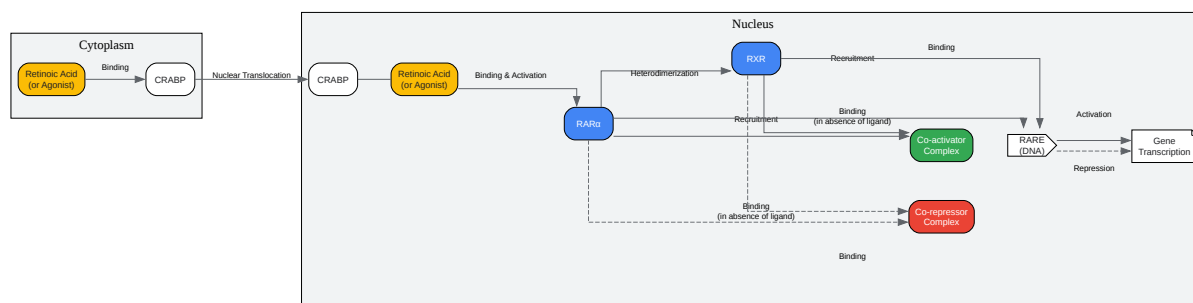 Nucleus
Cytoplasm
Retinoic Acid
(or Agonist)
Binding
CRABP
Nuclear Translocation
CRABP
Retinoic Acid
(or Agonist)
Binding & Activation
RARα
Heterodimerization
RXR
Recruitment
Binding
Recruitment
Binding
(in absence of ligand)
Co-activator
Complex
RARE
(DNA)
Activation
Repression
Gene
Transcription
Binding
(in absence of ligand)
Co-repressor
Complex
Binding